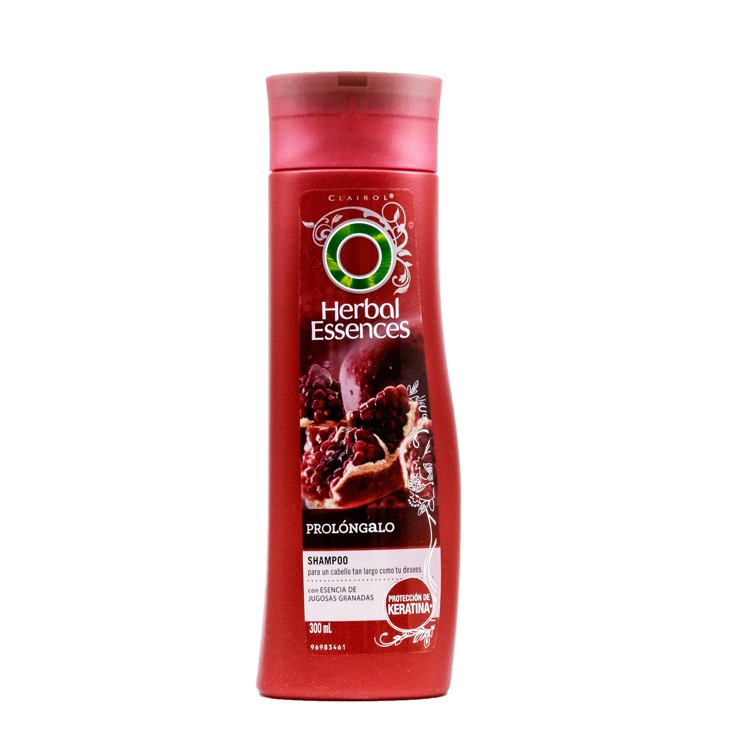 CLAIROL®
Herbal
Essences
PROLÓNGaLO
SHAMPOO
para un cabello tan largo como tu desees
con ESENCIA DE
JUGOSAS GRANADAS
PROTECCIÓN DE
KERATINA*
300 mL
96983461